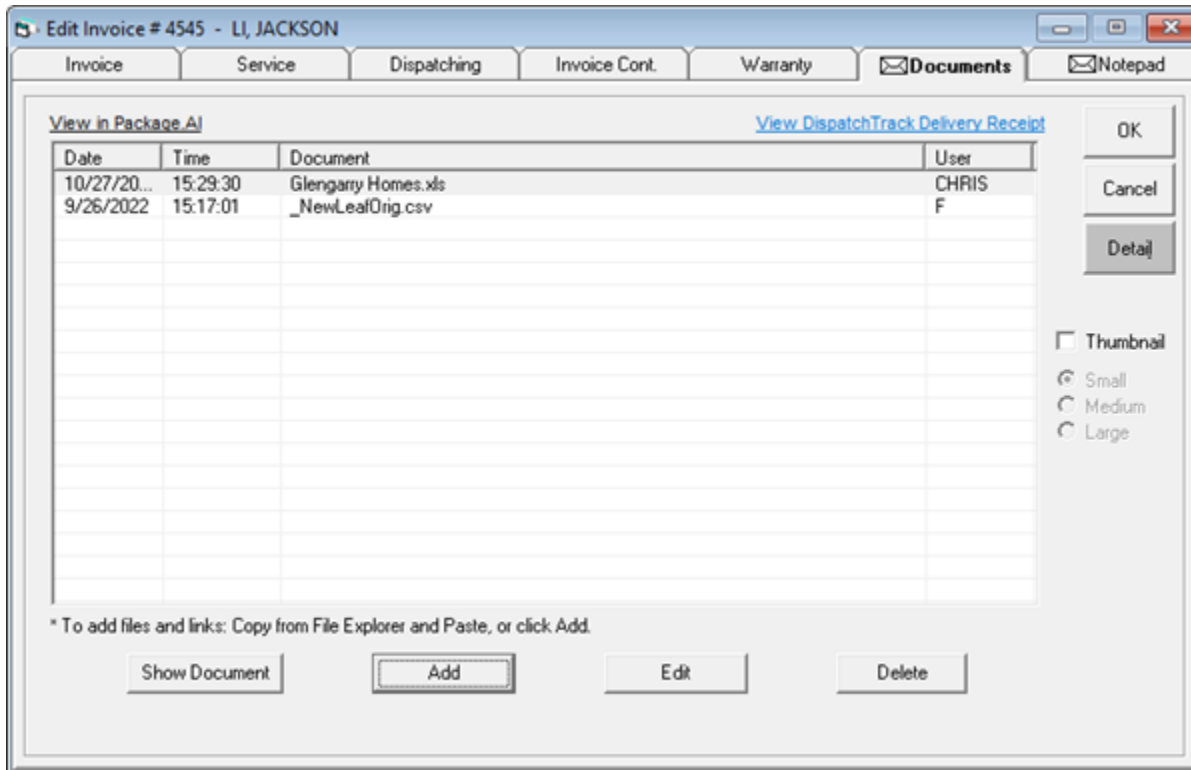 Edit Invoice # 4545 - LI, JACKSON
Invoice Service Dispatching Invoice Cont. Warranty Documents Notepad
View in Package.AI View DispatchTrack Delivery Receipt
OK
Date Time Document User
10/27/20... 15:29:30 Glengarry Homes.xls CHRIS
Cancel
9/26/2022 15:17:01 _NewLeafOrig.csv F
Detail
Thumbnail
Small
Medium
Large
* To add files and links: Copy from File Explorer and Paste, or click Add.
Show Document Add Edit Delete